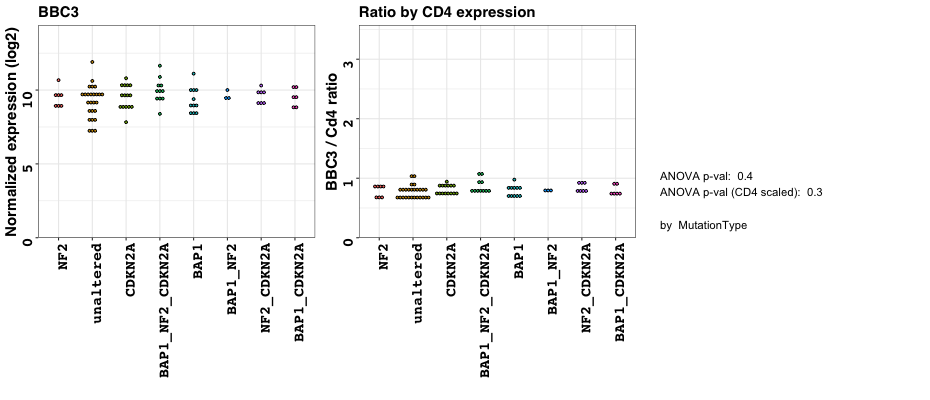 BBC3
Normalized expression (log2)
10
5
0
NF2
unaltered
CDKN2A
BAP1_NF2_CDKN2A
BAP1
BAP1_NF2
NF2_CDKN2A
BAP1_CDKN2A
Ratio by CD4 expression
BBC3 / Cd4 ratio
3
2
1
0
NF2
unaltered
CDKN2A
BAP1_NF2_CDKN2A
BAP1
BAP1_NF2
NF2_CDKN2A
BAP1_CDKN2A
ANOVA p-val: 0.4
ANOVA p-val (CD4 scaled): 0.3
by MutationType